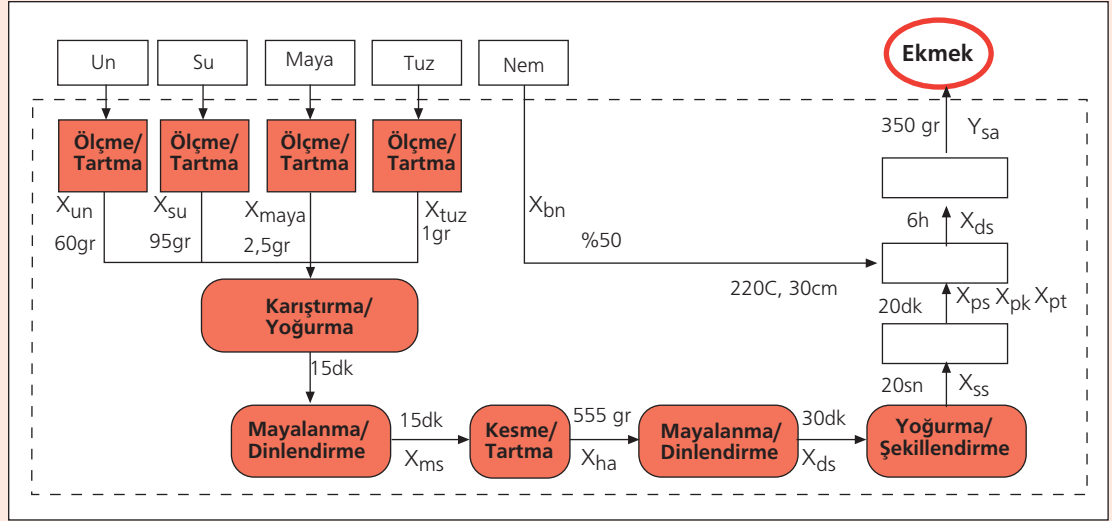 Un
Su
Maya
Tuz
Nem
Ekmek
Ölçme/
Tartma
Ölçme/
Tartma
Ölçme/
Tartma
Ölçme/
Tartma
350 gr
Ysa
Xun
60gr
Xsu
95gr
Xmaya
2,5gr
Xtuz
1gr
Xbn
%50
6h
Xds
220C, 30cm
20dk
Xps Xpk Xpt
Karıştırma/
Yoğurma
15dk
20sn
Xss
Mayalanma/
Dinlendirme
15dk
Xms
Kesme/
Tartma
555 gr
Xha
Mayalanma/
Dinlendirme
30dk
Xds
Yoğurma/
Şekillendirme